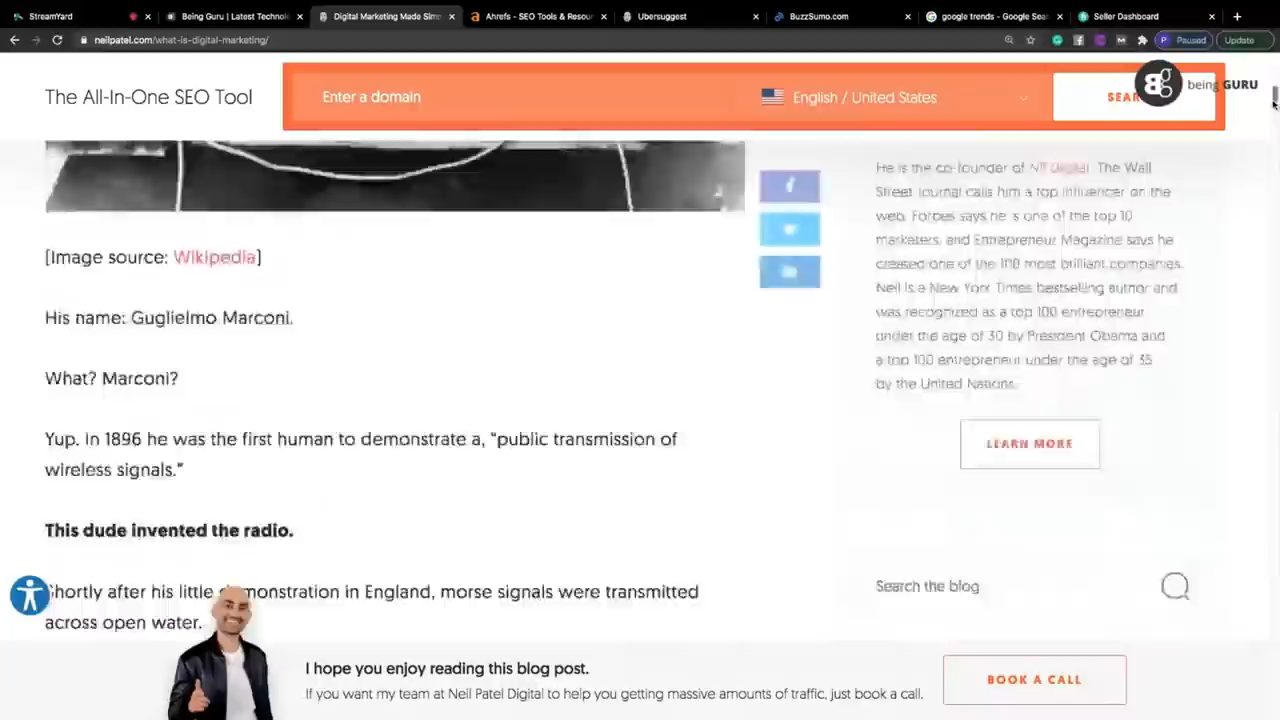 StreamYard
Being Guru | Latest Technol
Digital Marketing Made Simp
Ahrefs - SEO Tools & Resour
Ubersuggest
BuzzSumo.com
google trends - Google Sear
Seller Dashboard
neilpatel.com/what-is-digital-marketing/
P Paused
Update
The All-In-One SEO Tool
Enter a domain
English / United States
being GURU
[Image source: Wikipedia]
His name: Guglielmo Marconi.
What? Marconi?
Yup. In 1896 he was the first human to demonstrate a, “public transmission of
wireless signals.”
This dude invented the radio.
Shortly after his little demonstration in England, morse signals were transmitted
across open water.
He is the co-founder of NP Digital. The Wall
Street Journal calls him a top influencer on the
web, Forbes says he is one of the top 10
marketers, and Entrepreneur Magazine says he
created one of the 100 most brilliant companies.
Neil is a New York Times bestselling author and
was recognized as a top 100 entrepreneur
under the age of 30 by President Obama and
a top 100 entrepreneur under the age of 35
by the United Nations.
LEARN MORE
Search the blog
I hope you enjoy reading this blog post.
If you want my team at Neil Patel Digital to help you getting massive amounts of traffic, just book a call.
BOOK A CALL